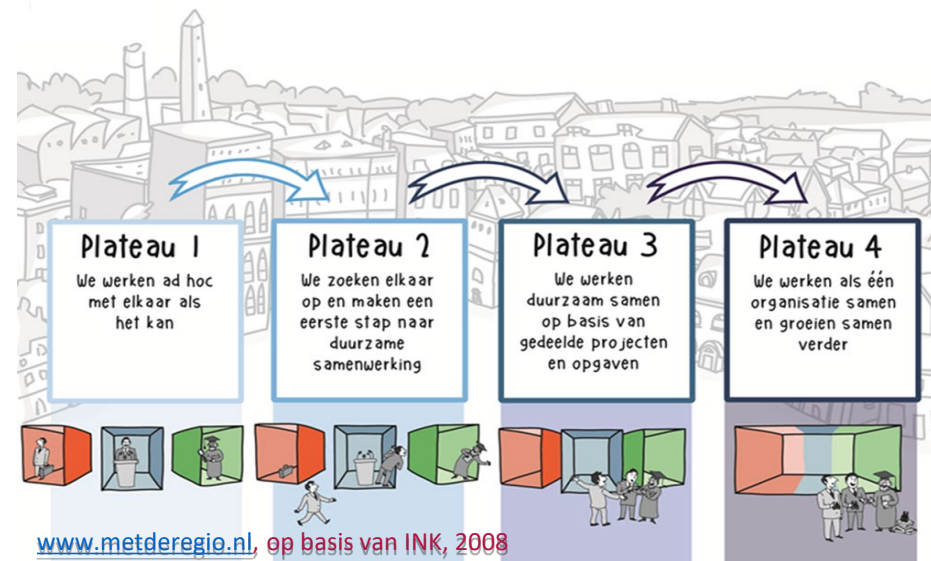 Plateau 1
We werken ad hoc
met elkaar als
het kan
Plateau 2
We zoeken elkaar
op en maken een
eerste stap naar
duurzame
samenwerking
Plateau 3
We werken
duurzaam samen
op basis van
gedeelde projecten
en opgaven
Plateau 4
We werken als één
organisatie samen
en groeien samen
verder
www.metderegio.nl, op basis van INK, 2008